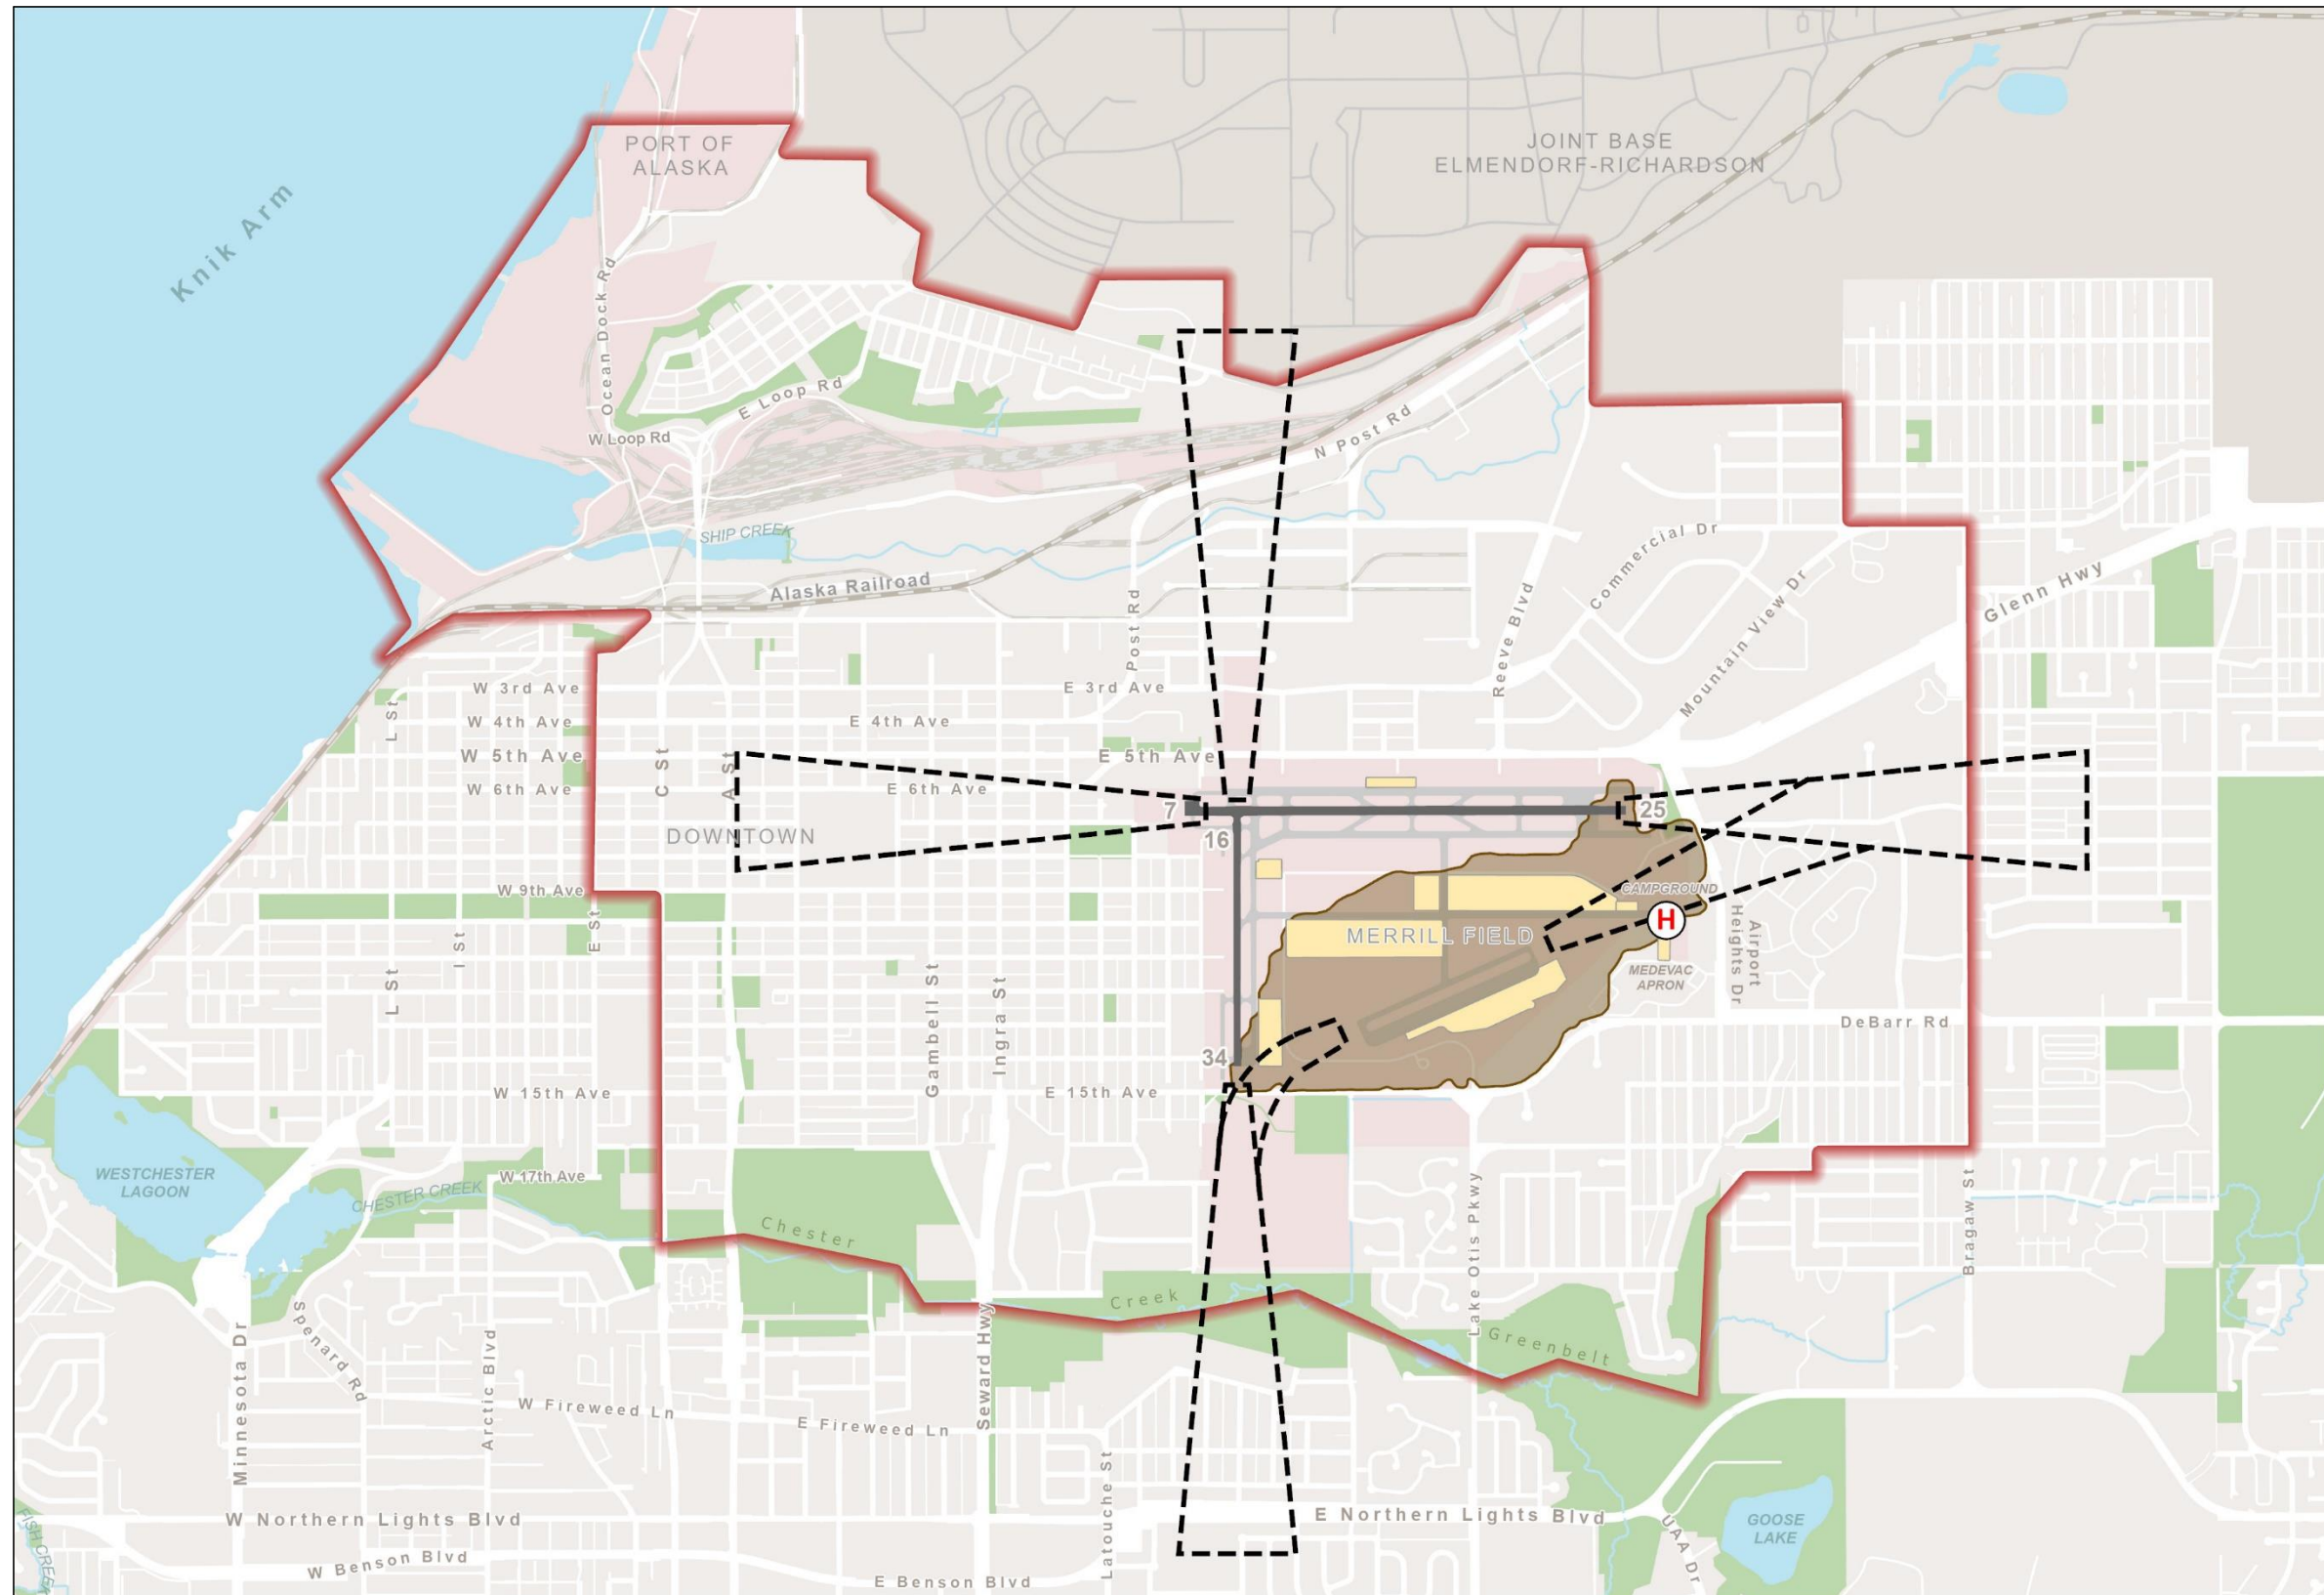 PORT OF
ALASKA
JOINT BASE
ELMENDORF-RICHARDSON
Knik Arm
Ocean Dock Rd
E Loop Rd
W Loop Rd
N Post Rd
SHIP CREEK
Alaska Railroad
Commercial Dr
Mountain View Dr
Glenn Hwy
Reeve Blvd
Post Rd
W 3rd Ave
E 3rd Ave
L St
W 4th Ave
E 4th Ave
W 5th Ave
E 5th Ave
C St
A St
W 6th Ave
E 6th Ave
7
25
16
DOWNTOWN
W 9th Ave
CAMPGROUND
H
MERRILL FIELD
E St
I St
L St
Gambell St
Ingra St
MEDEVAC
APRON
Airport
Heights Dr
DeBarr Rd
34
W 15th Ave
E 15th Ave
WESTCHESTER
LAGOON
CHESTER CREEK
W 17th Ave
Chester
Creek
Greenbelt
Lake Otis Pkwy
Bragaw St
Minnesota Dr
Spenard Rd
Arctic Blvd
Seward Hwy
W Fireweed Ln
E Fireweed Ln
Latouche St
W Northern Lights Blvd
E Northern Lights Blvd
GOOSE
LAKE
UAA Dr
FISH CREEK
W Benson Blvd
E Benson Blvd